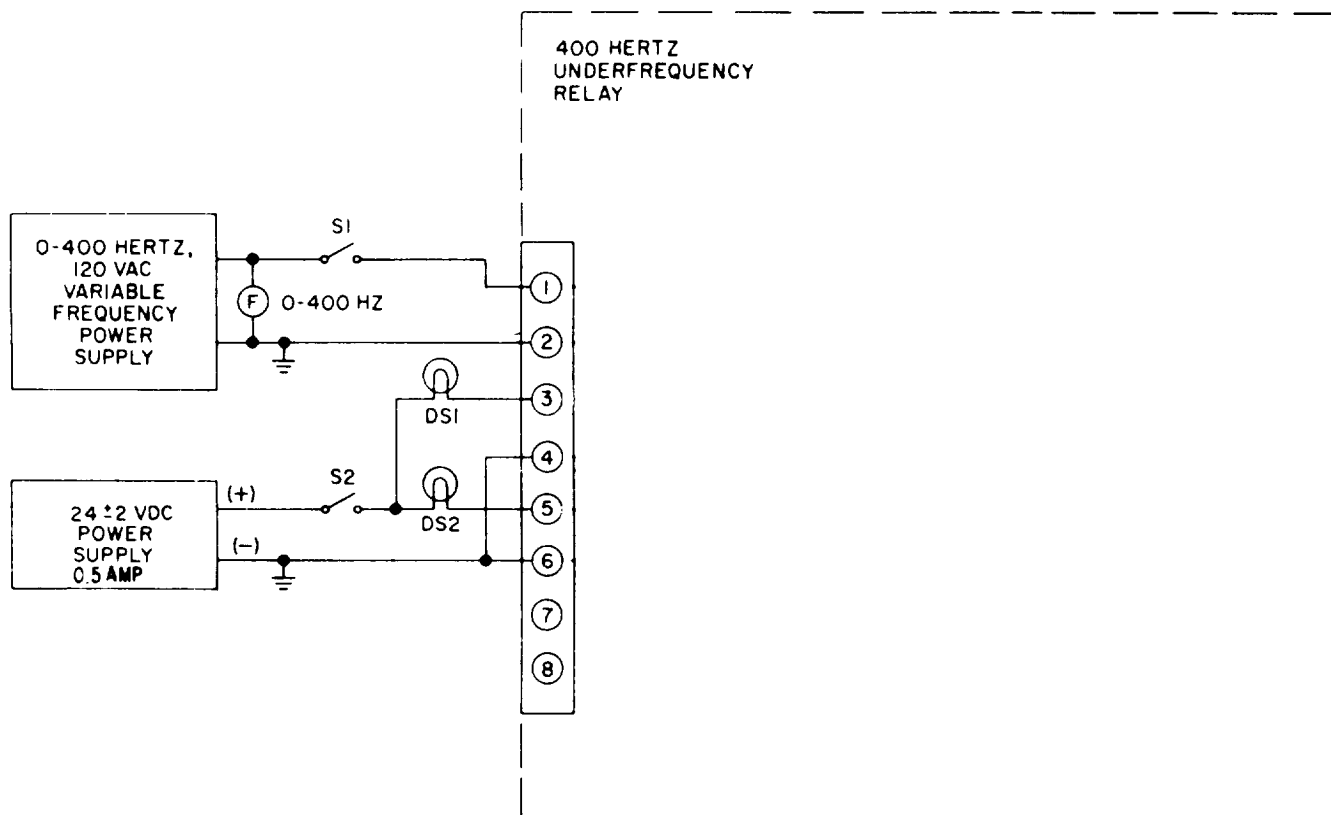 400 HERTZ
UNDERFREQUENCY
RELAY
S1
0-400 HERTZ,
120 VAC
VARIABLE
FREQUENCY
POWER
SUPPLY
F
0-400 HZ
1
2
DS1
3
4
S2
(+)
24 ±2 VDC
POWER
SUPPLY
0.5 AMP
(-)
DS2
5
6
7
8